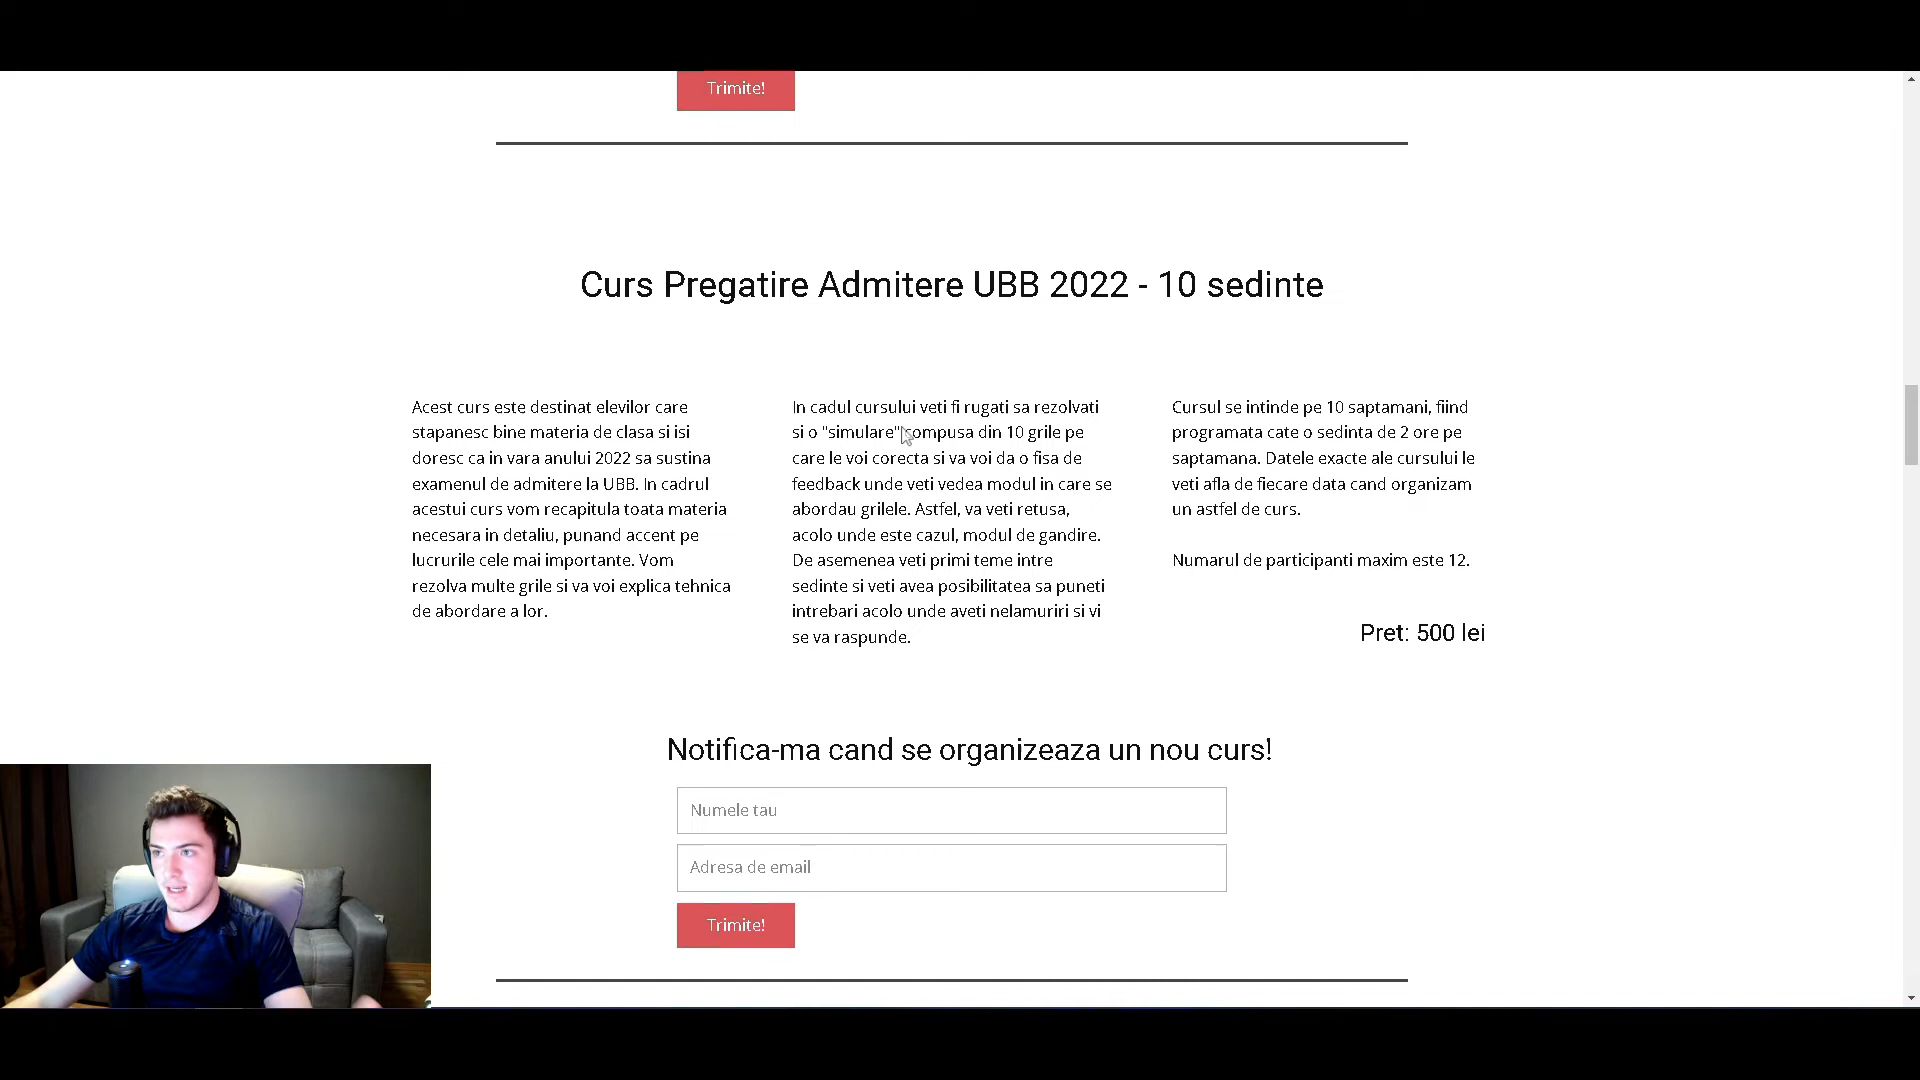 Trimite!
Curs Pregatire Admitere UBB 2022 - 10 sedinte
Acest curs este destinat elevilor care
stapanesc bine materia de clasa si isi
doresc ca in vara anului 2022 sa sustina
examenul de admitere la UBB. In cadrul
acestui curs vom recapitula toata materia
necesara in detaliu, punand accent pe
lucrurile cele mai importante. Vom
rezolva multe grile si va voi explica tehnica
de abordare a lor.
In cadul cursului veti fi rugati sa rezolvati
si o "simulare" compusa din 10 grile pe
care le voi corecta si va voi da o fisa de
feedback unde veti vedea modul in care se
abordau grilele. Astfel, va veti retusa,
acolo unde este cazul, modul de gandire.
De asemenea veti primi teme intre
sedinte si veti avea posibilitatea sa puneti
intrebari acolo unde aveti nelamuriri si vi
se va raspunde.
Cursul se intinde pe 10 saptamani, fiind
programata cate o sedinta de 2 ore pe
saptamana. Datele exacte ale cursului le
veti afla de fiecare data cand organizam
un astfel de curs.
Numarul de participanti maxim este 12.
Pret: 500 lei
Notifica-ma cand se organizeaza un nou curs!
Numele tau
Adresa de email
Trimite!